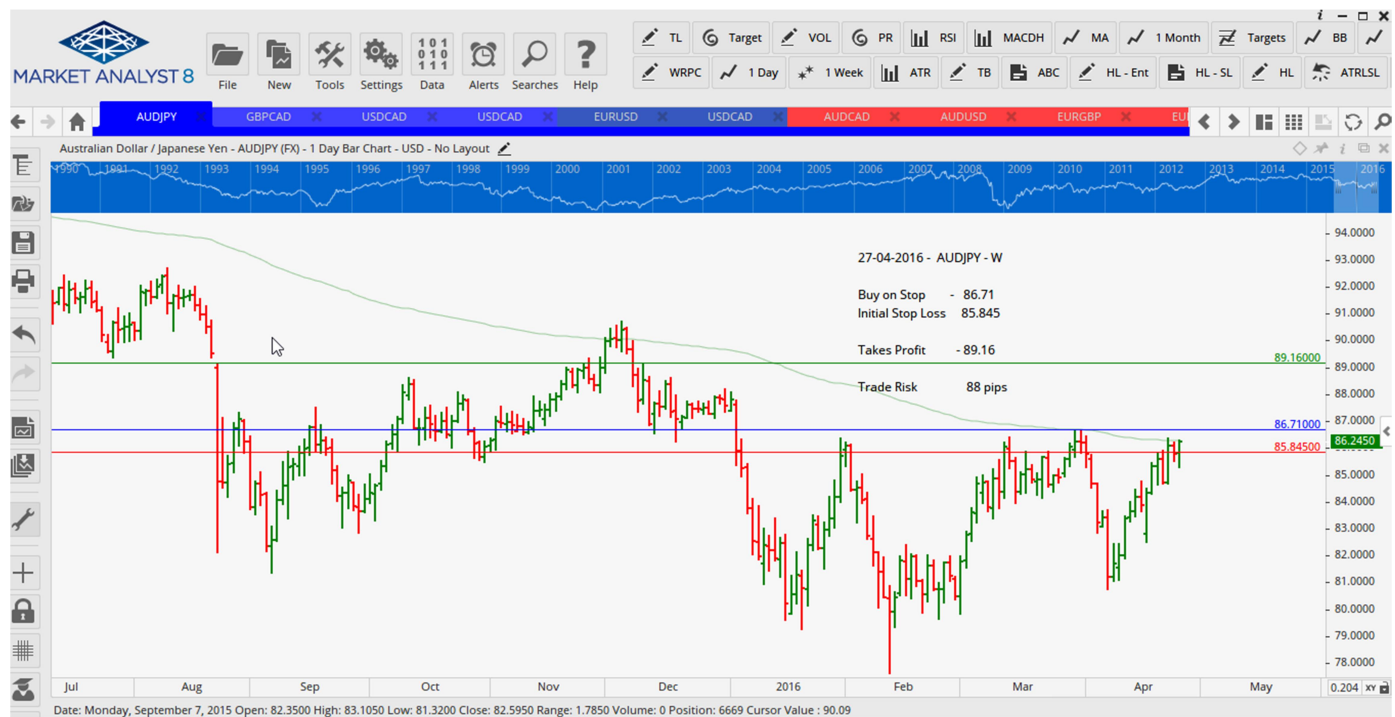 i
MARKET ANALYST 8
File New Tools Settings Data Alerts Searches Help
101
010
111
TL Target VOL PR RSI MACDH MA 1 Month Targets BB
WRPC 1 Day 1 Week ATR TB ABC HL - Ent HL - SL HL ATRLSL
AUDJPY GBPCAD USDCAD USDCAD EURUSD USDCAD AUDCAD AUDUSD EURGBP EUI
Australian Dollar / Japanese Yen - AUDJPY (FX) - 1 Day Bar Chart - USD - No Layout
1990 1991 1992 1993 1994 1995 1996 1997 1998 1999 2000 2001 2002 2003 2004 2005 2006 2007 2008 2009 2010 2011 2012 2013 2014 2015 2016
94.0000
27-04-2016 - AUDJPY - W
93.0000
92.0000
Buy on Stop - 86.71
Initial Stop Loss 85.845
91.0000
90.0000
Takes Profit - 89.16
89.16000
89.0000
Trade Risk 88 pips
88.0000
87.0000
86.71000
86.2450
85.84500
85.0000
84.0000
83.0000
82.0000
81.0000
80.0000
79.0000
78.0000
Jul Aug Sep Oct Nov Dec 2016 Feb Mar Apr May
0.204 XY
Date: Monday, September 7, 2015 Open: 82.3500 High: 83.1050 Low: 81.3200 Close: 82.5950 Range: 1.7850 Volume: 0 Position: 6669 Cursor Value : 90.09